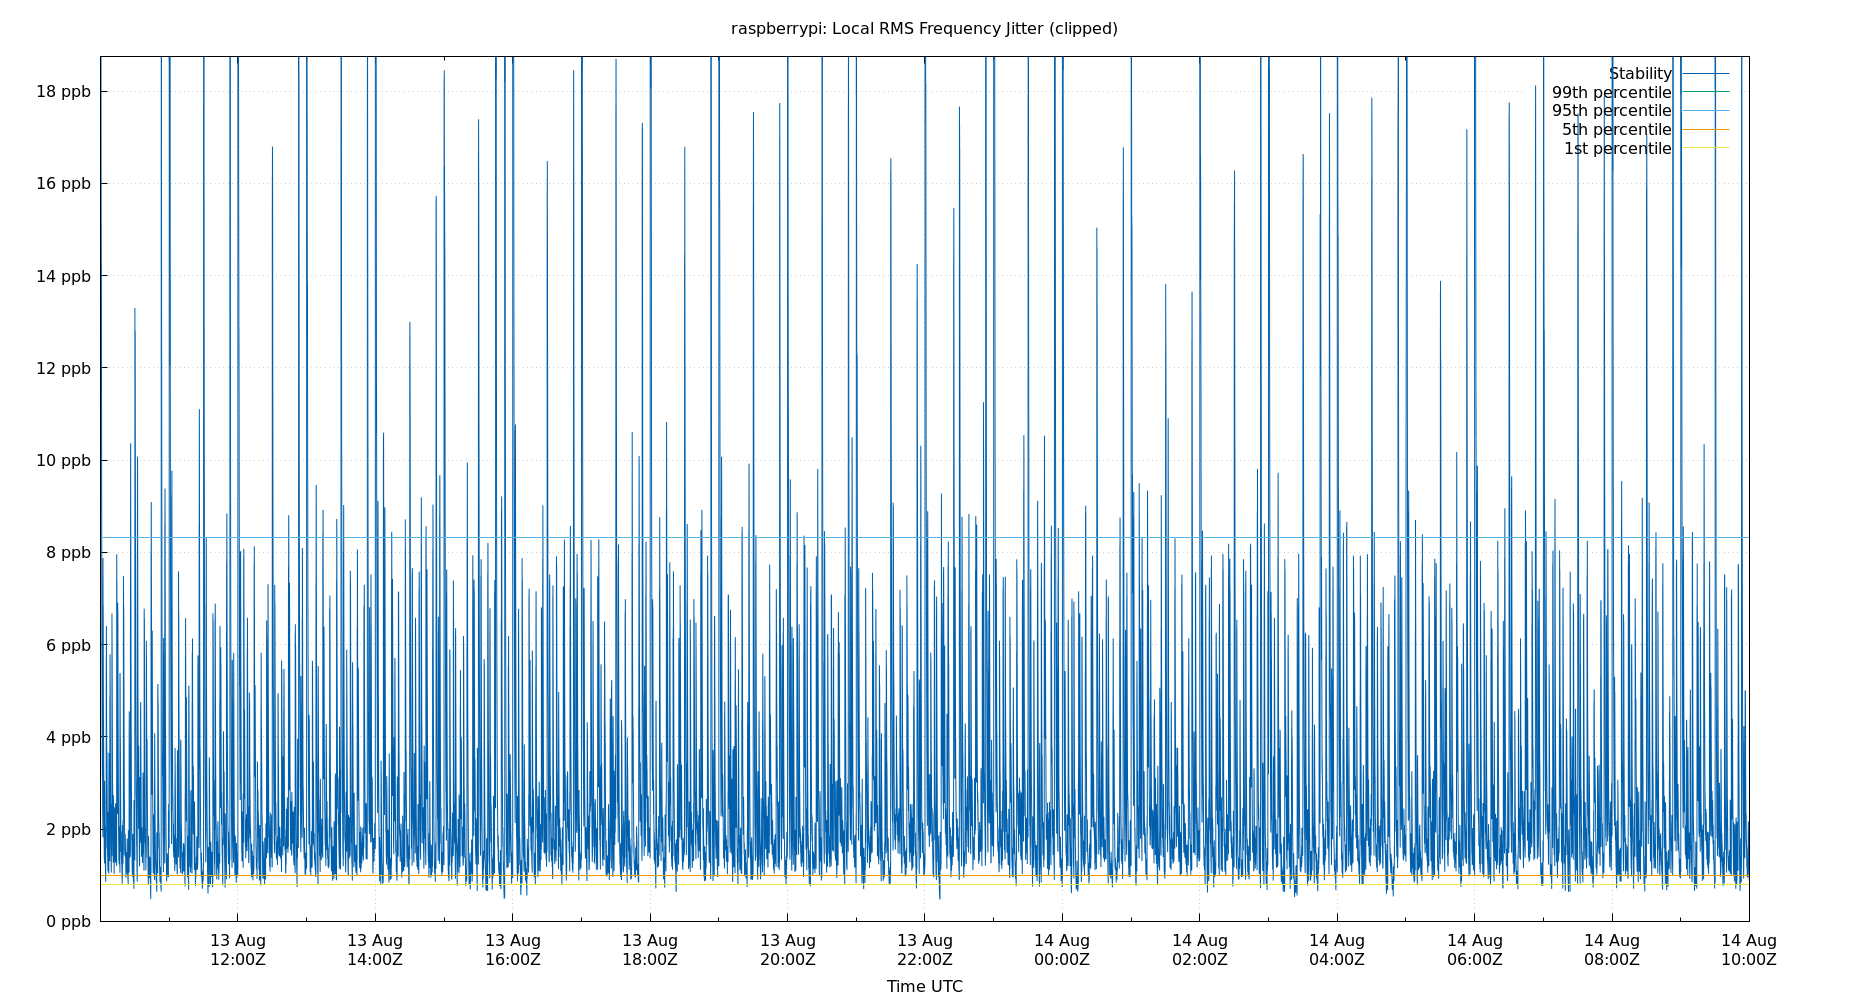 raspberrypi: Local RMS Frequency Jitter (clipped)
Stability
99th percentile
95th percentile
5th percentile
1st percentile
18 ppb
16 ppb
14 ppb
12 ppb
10 ppb
8 ppb
6 ppb
4 ppb
2 ppb
0 ppb
13 Aug 13 Aug 13 Aug 13 Aug 13 Aug 13 Aug 14 Aug 14 Aug 14 Aug 14 Aug 14 Aug 14 Aug
12:00Z 14:00Z 16:00Z 18:00Z 20:00Z 22:00Z 00:00Z 02:00Z 04:00Z 06:00Z 08:00Z 10:00Z
Time UTC